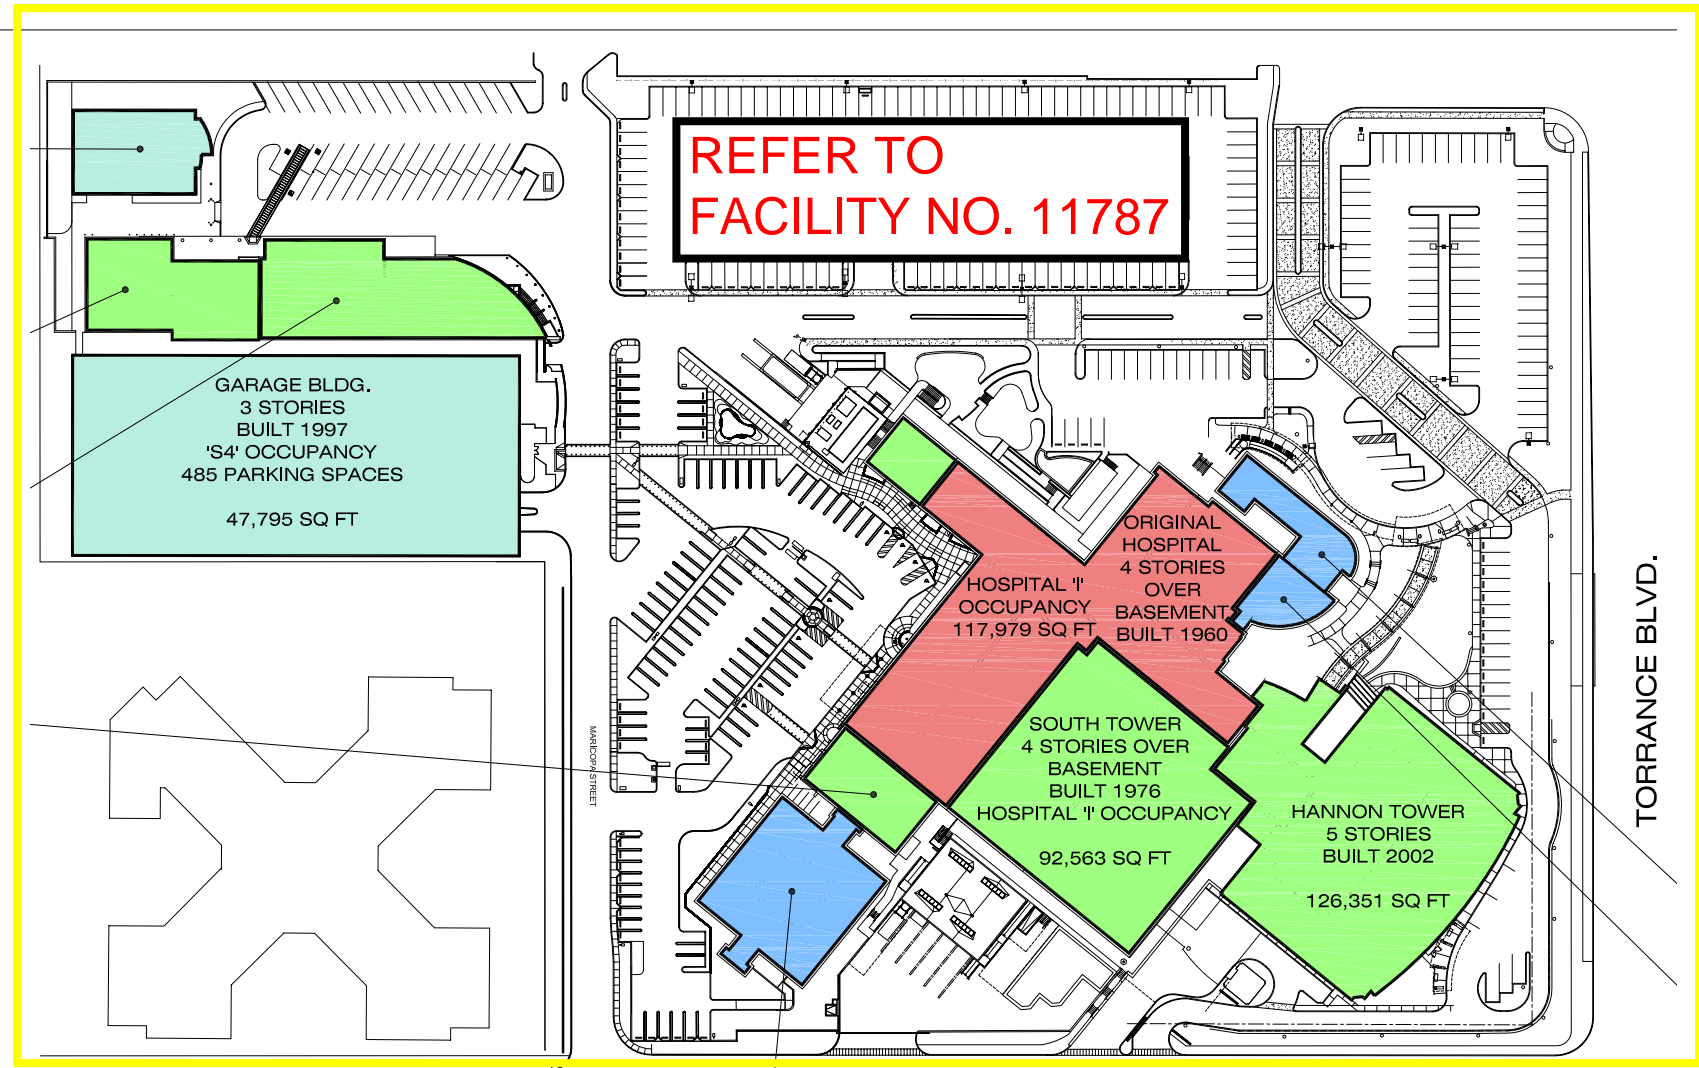 REFER TO
FACILITY NO. 11787
GARAGE BLDG.
3 STORIES
BUILT 1997
'S4' OCCUPANCY
485 PARKING SPACES
47,795 SQ FT
ORIGINAL
HOSPITAL
4 STORIES
OVER
BASEMENT
BUILT 1960
HOSPITAL 'I'
OCCUPANCY
117,979 SQ FT
SOUTH TOWER
4 STORIES OVER
BASEMENT
BUILT 1976
HOSPITAL 'I' OCCUPANCY
92,563 SQ FT
HANNON TOWER
5 STORIES
BUILT 2002
126,351 SQ FT
MARICOPA STREET
TORRANCE BLVD.